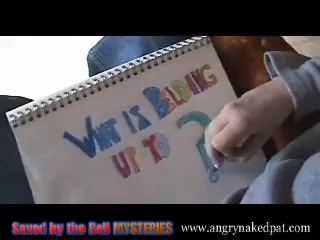 WHAT IS BELDING
UP TO ?
Saved by the Bell MYSTERIES
www.angrynakedpat.com